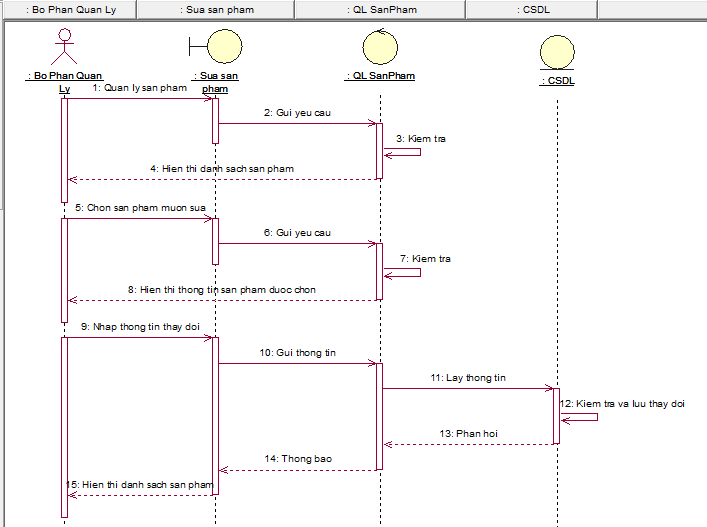 : Bo Phan Quan Ly
: Sua san pham
: QL SanPham
: CSDL
: Bo Phan Quan
Ly
: Sua san
pham
: QL SanPham
: CSDL
1: Quan ly san pham
2: Gui yeu cau
3: Kiem tra
4: Hien thi danh sach san pham
5: Chon san pham muon sua
6: Gui yeu cau
7: Kiem tra
8: Hien thi thong tin san pham duoc chon
9: Nhap thong tin thay doi
10: Gui thong tin
11: Lay thong tin
12: Kiem tra va luu thay doi
13: Phan hoi
14: Thong bao
15: Hien thi danh sach san pham